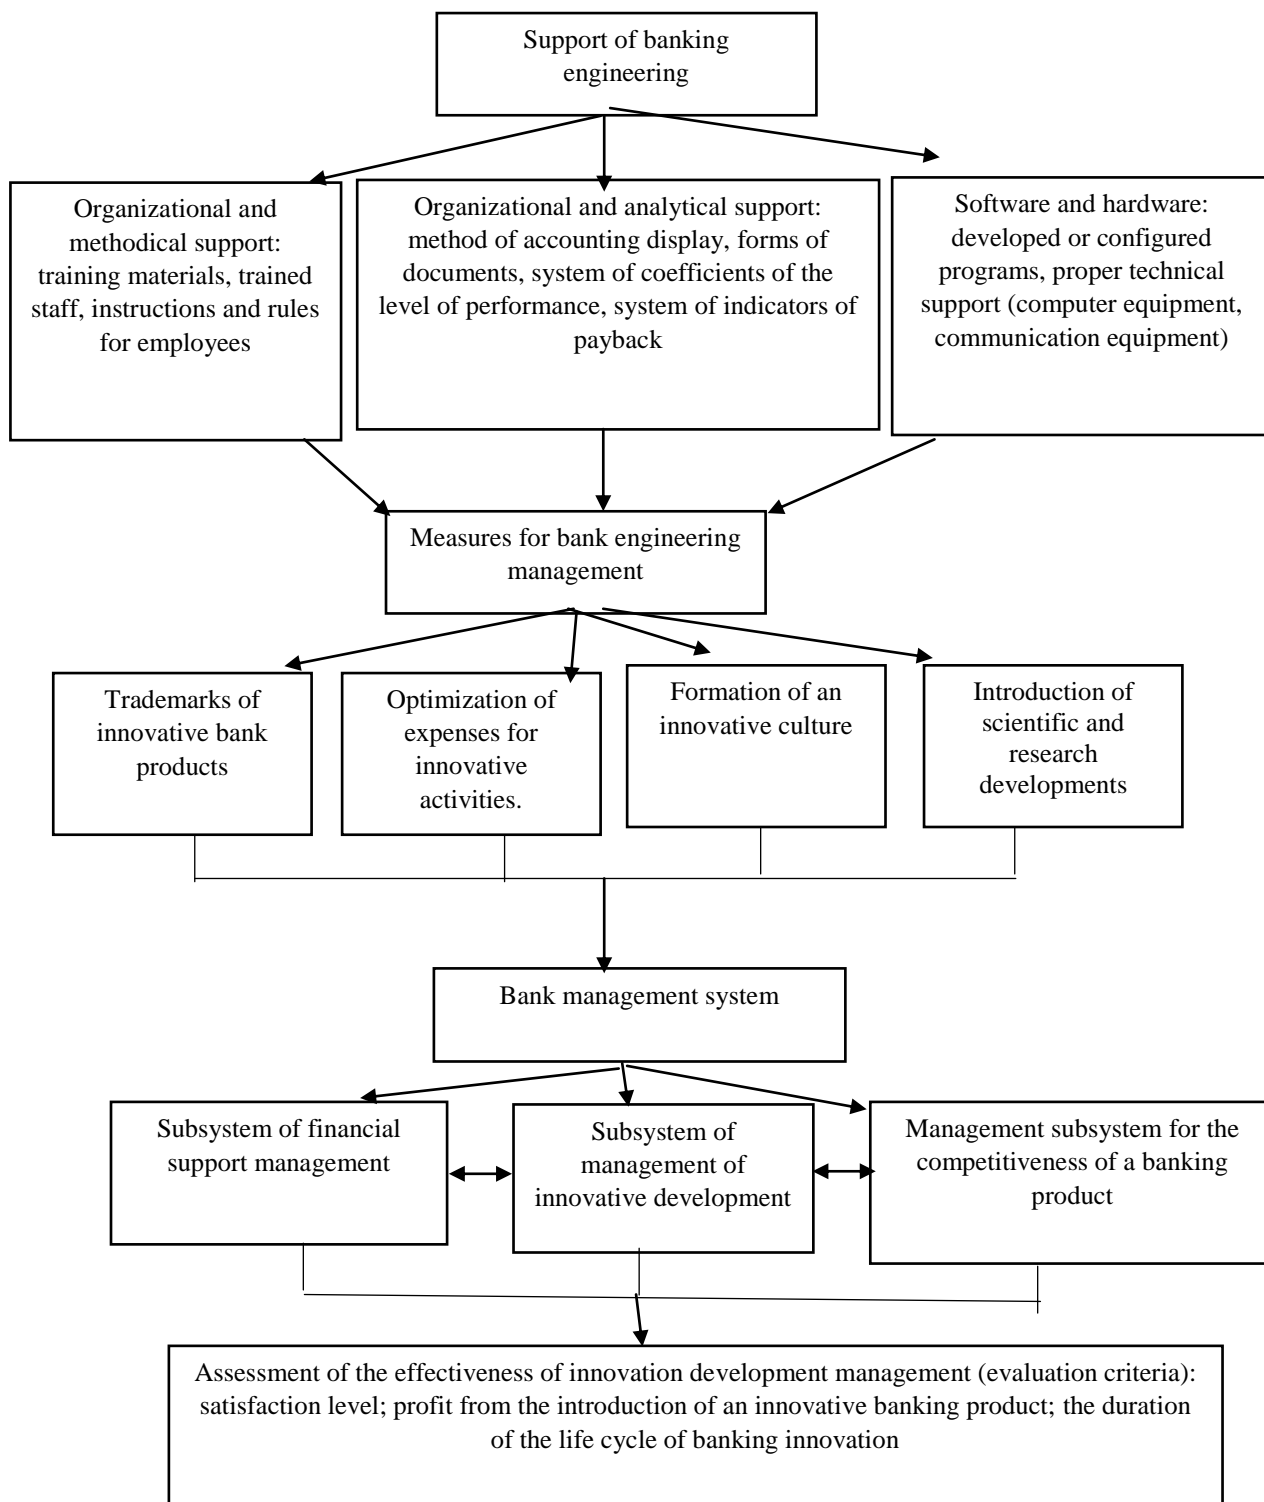 Support of banking
engineering
Organizational and
methodical support:
training materials, trained
staff, instructions and rules
for employees
Organizational and analytical support:
method of accounting display, forms of
documents, system of coefficients of the
level of performance, system of indicators of
payback
Software and hardware:
developed or configured
programs, proper technical
support (computer equipment,
communication equipment)
Measures for bank engineering
management
Trademarks of
innovative bank
products
Optimization of
expenses for
innovative
activities.
Formation of an
innovative culture
Introduction of
scientific and
research
developments
Bank management system
Subsystem of financial
support management
Subsystem of
management of
innovative development
Management subsystem for the
competitiveness of a banking
product
Assessment of the effectiveness of innovation development management (evaluation criteria):
satisfaction level; profit from the introduction of an innovative banking product; the duration
of the life cycle of banking innovation